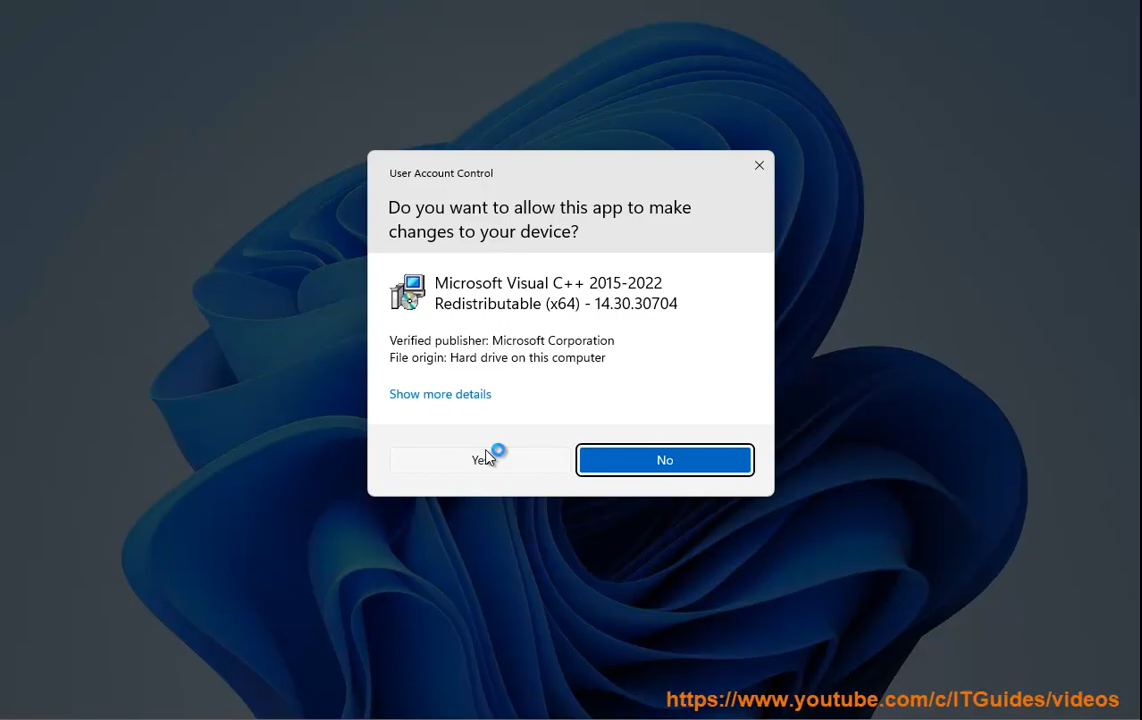 User Account Control
Do you want to allow this app to make
changes to your device?
Microsoft Visual C++ 2015-2022
Redistributable (x64) - 14.30.30704
Verified publisher: Microsoft Corporation
File origin: Hard drive on this computer
Show more details
Yes
No
https://www.youtube.com/c/ITGuides/videos